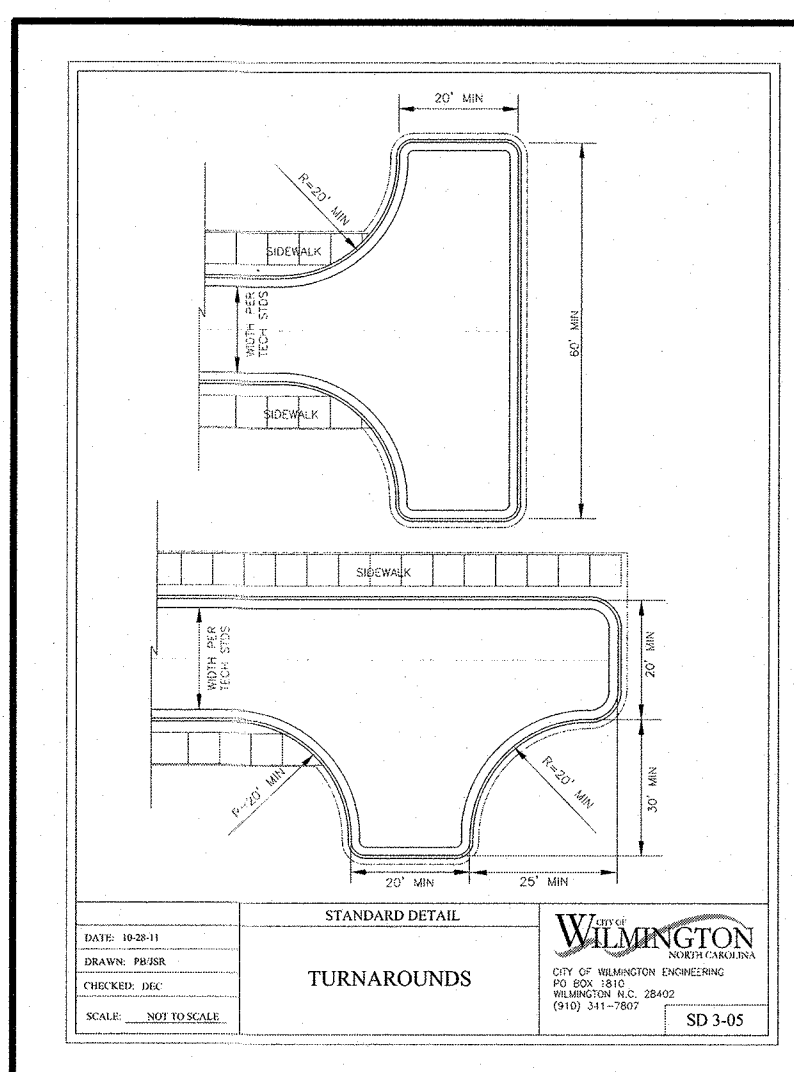 20' MIN
R=20' MIN
SIDEWALK
WIDTH PER
TECH STDS
60' MIN
SIDEWALK
SIDEWALK
WIDTH PER
TECH STDS
20' MIN
R=20' MIN
R=20' MIN
30' MIN
20' MIN
25' MIN
STANDARD DETAIL
DATE: 10-28-11
DRAWN: PB/JSR
CHECKED: DEC
SCALE: NOT TO SCALE
TURNAROUNDS
CITY OF
WILMINGTON
NORTH CAROLINA
CITY OF WILMINGTON ENGINEERING
PO BOX 1810
WILMINGTON N.C. 28402
(910) 341-7807
SD 3-05